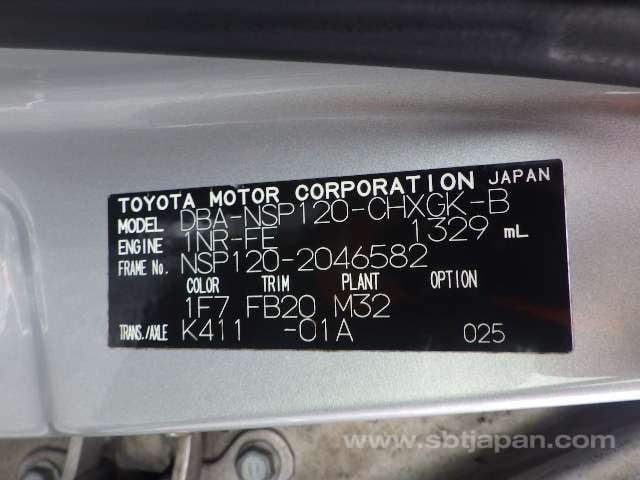 TOYOTA MOTOR CORPORATION JAPAN
MODEL DBA-NSP120-CHXGK-B
ENGINE 1NR-FE 1329 mL
FRAME No. NSP120-2046582
COLOR TRIM PLANT OPTION
1F7 FB20 M32
TRANS./AXLE K411 -01A 025
© www.sbtjapan.com